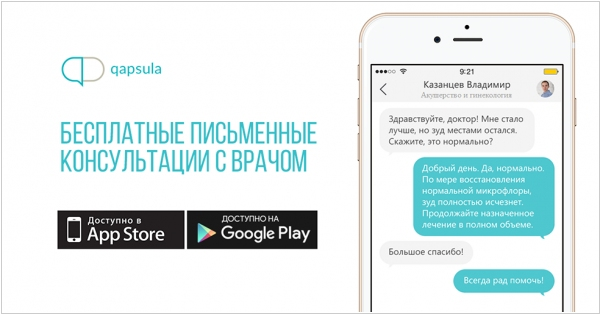 qapsula
БЕСПЛАТНЫЕ ПИСЬМЕННЫЕ
КОНСУЛЬТАЦИИ С ВРАЧОМ
Доступно в
App Store
ДОСТУПНО НА
Google Play
9:21
Казанцев Владимир
Акушерство и гинекология
Здравствуйте, доктор! Мне стало
лучше, но зуд местами остался.
Скажите, это нормально?
Добрый день. Да, нормально.
По мере восстановления
нормальной микрофлоры,
зуд полностью исчезнет.
Продолжайте назначенное
лечение в полном объеме.
Большое спасибо!
Всегда рад помочь!